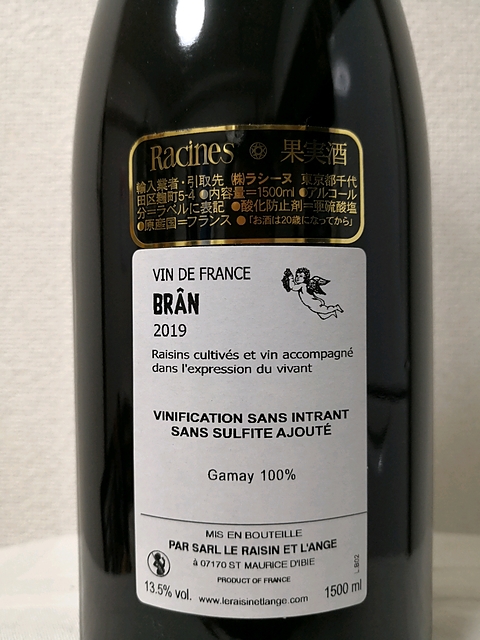 Racines 果実酒
輸入業者・引取先 ㈱ラシーヌ 東京都千代
田区麹町5-4 ●内容量＝1500ml ●アルコール
分＝ラベルに表記 ●酸化防止剤＝亜硫酸塩
●原産国＝フランス ●「お酒は20歳になってから」
VIN DE FRANCE
BRÂN
2019
Raisins cultivés et vin accompagné
dans l'expression du vivant
VINIFICATION SANS INTRANT
SANS SULFITE AJOUTÉ
Gamay 100%
MIS EN BOUTEILLE
PAR SARL LE RAISIN ET L'ANGE
à 07170 ST MAURICE D'IBIE
PRODUCT OF FRANCE
13.5% vol. www.leraisinetlange.com 1500 ml
L B02